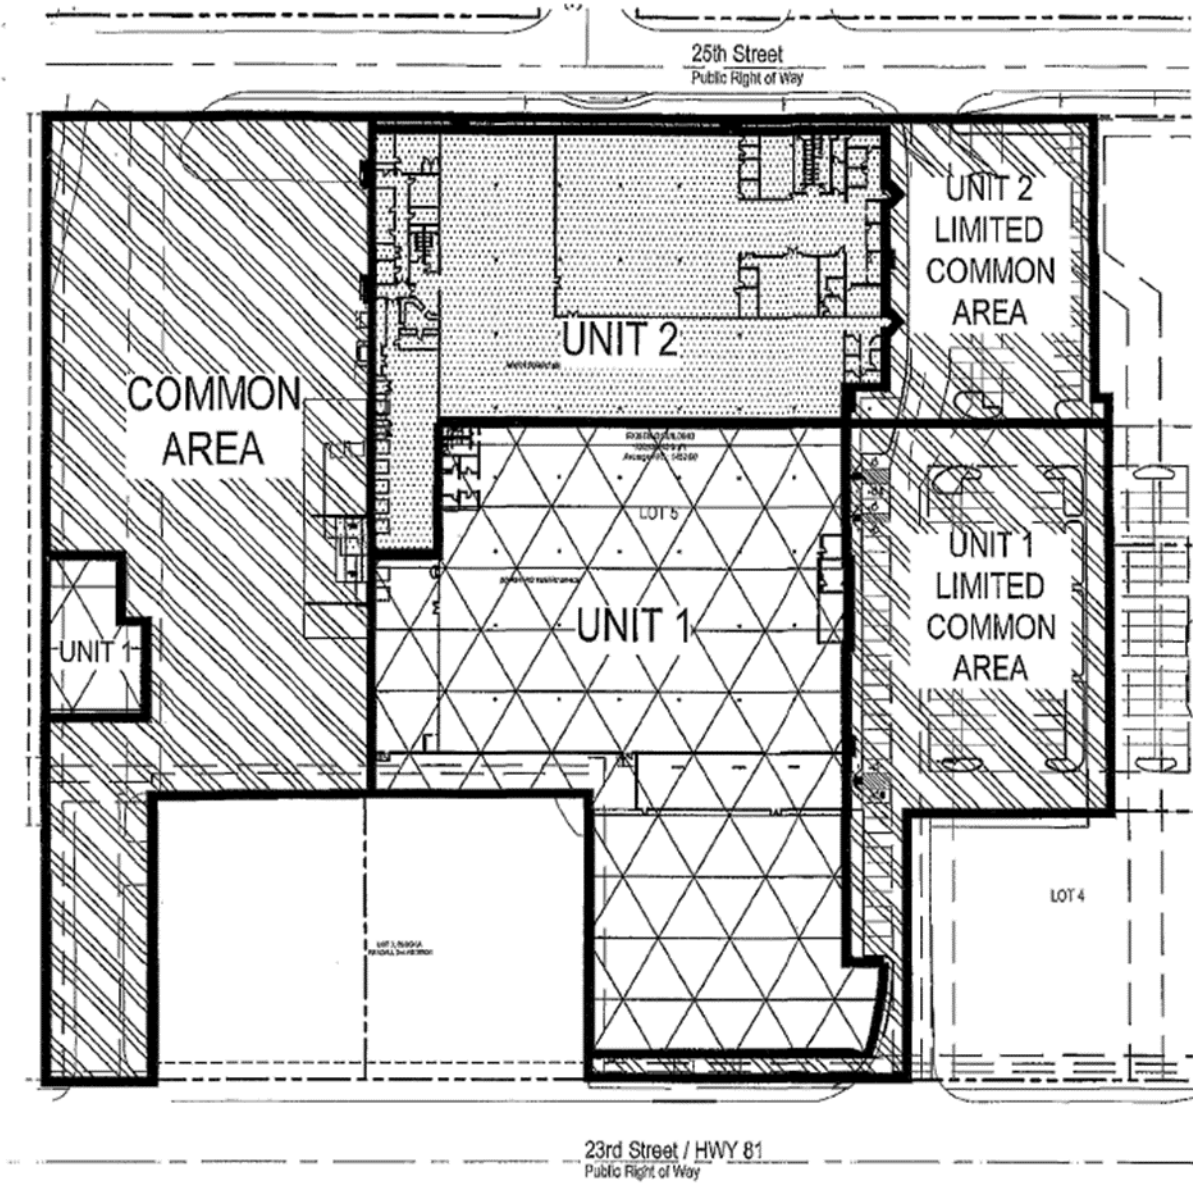 25th Street
Public Right of Way
UNIT 2
LIMITED
COMMON
AREA
UNIT 2
COMMON
AREA
LOT 5
UNIT 1
LIMITED
COMMON
AREA
UNIT 1
UNIT 1
LOT 4
23rd Street / HWY 81
Public Right of Way